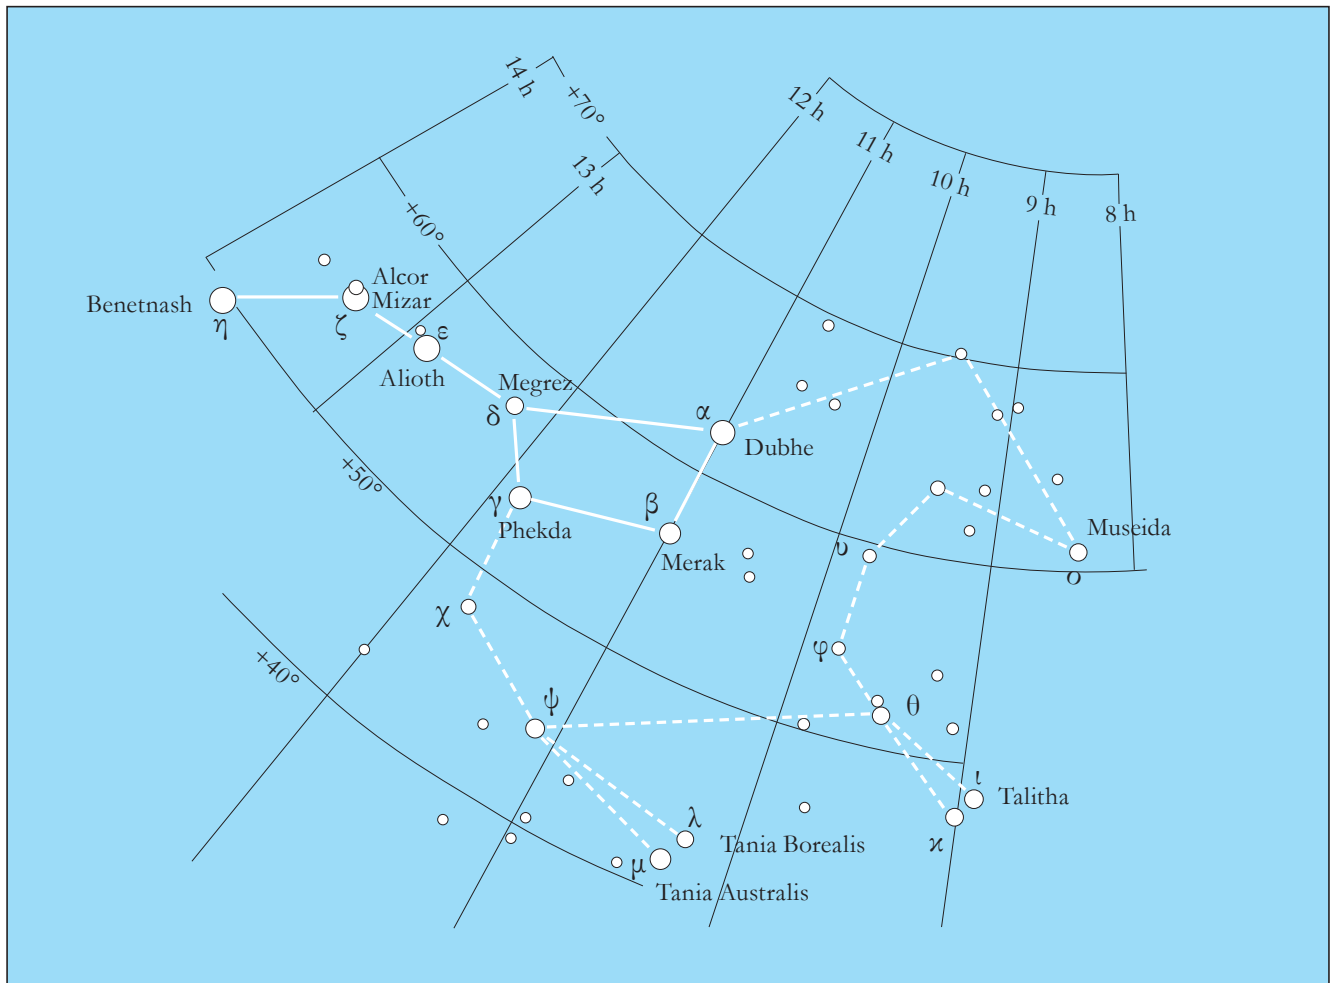 14 h
+70°
12 h
11 h
13 h
10 h
9 h
8 h
+60°
Alcor
Mizar
Benetnash
η
ζ
ε
Alioth
Megrez
δ
α
Dubhe
+50°
γ
Phekda
β
Merak
Museida
ο
υ
χ
φ
+40°
ψ
θ
ι
Talitha
λ
Tania Borealis
ϰ
μ
Tania Australis